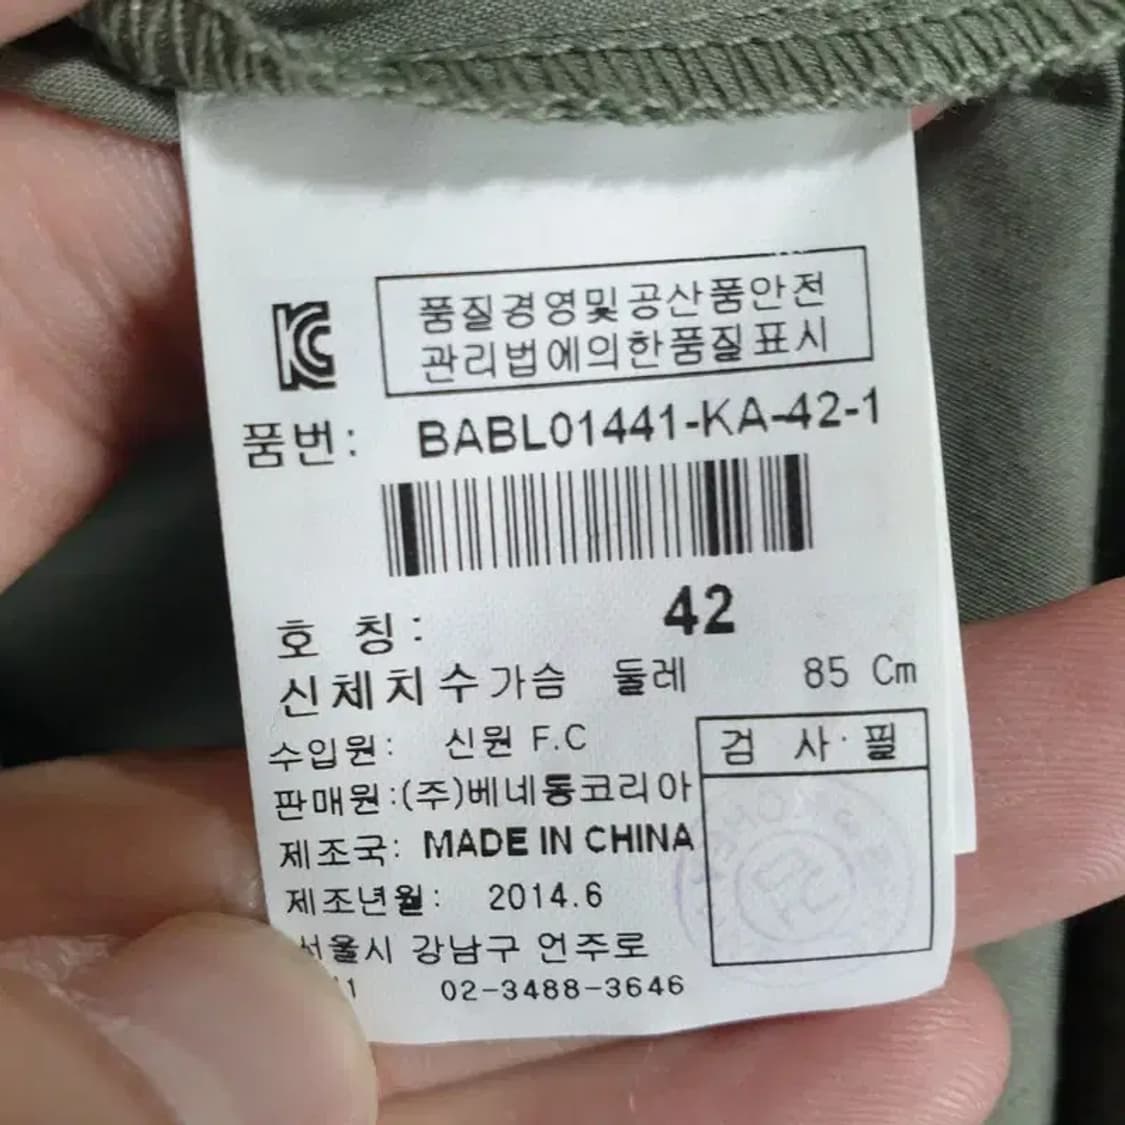 KC
품질경영및공산품안전
관리법에의한품질표시
품번: BABL01441-KA-42-1
호 칭: 42
신체치수가슴 둘레 85 Cm
수입원: 신원 F.C
검 사·필
판매원:(주)베네통코리아
제조국: MADE IN CHINA
제조년월: 2014.6
서울시 강남구 언주로
02-3488-3646